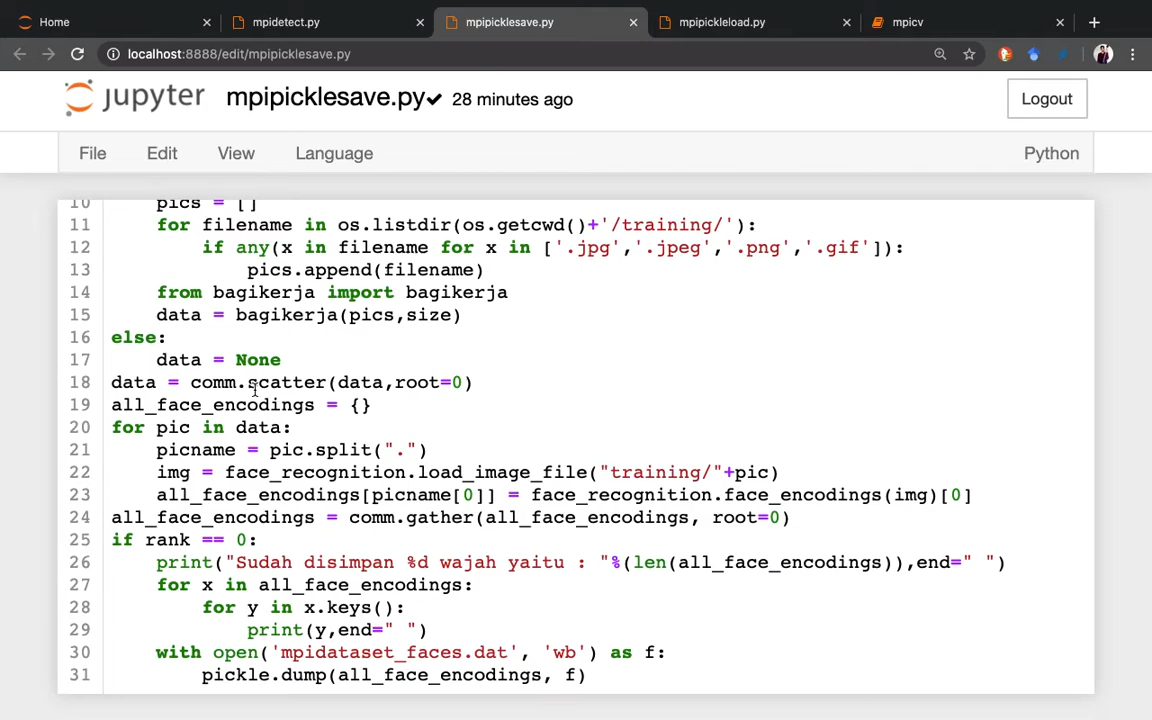 Home
mpidetect.py
mpipicklesave.py
mpipickleload.py
mpicv
localhost:8888/edit/mpipicklesave.py
jupyter mpipicklesave.py✔ 28 minutes ago
Logout
File Edit View Language
Python
10 pics = []
11 for filename in os.listdir(os.getcwd()+'/training/'):
12 if any(x in filename for x in ['.jpg','.jpeg','.png','.gif']):
13 pics.append(filename)
14 from bagikerja import bagikerja
15 data = bagikerja(pics,size)
16 else:
17 data = None
18 data = comm.scatter(data,root=0)
19 all_face_encodings = {}
20 for pic in data:
21 picname = pic.split(".")
22 img = face_recognition.load_image_file("training/"+pic)
23 all_face_encodings[picname[0]] = face_recognition.face_encodings(img)[0]
24 all_face_encodings = comm.gather(all_face_encodings, root=0)
25 if rank == 0:
26 print("Sudah disimpan %d wajah yaitu : "%(len(all_face_encodings)),end=" ")
27 for x in all_face_encodings:
28 for y in x.keys():
29 print(y,end=" ")
30 with open('mpidataset_faces.dat', 'wb') as f:
31 pickle.dump(all_face_encodings, f)